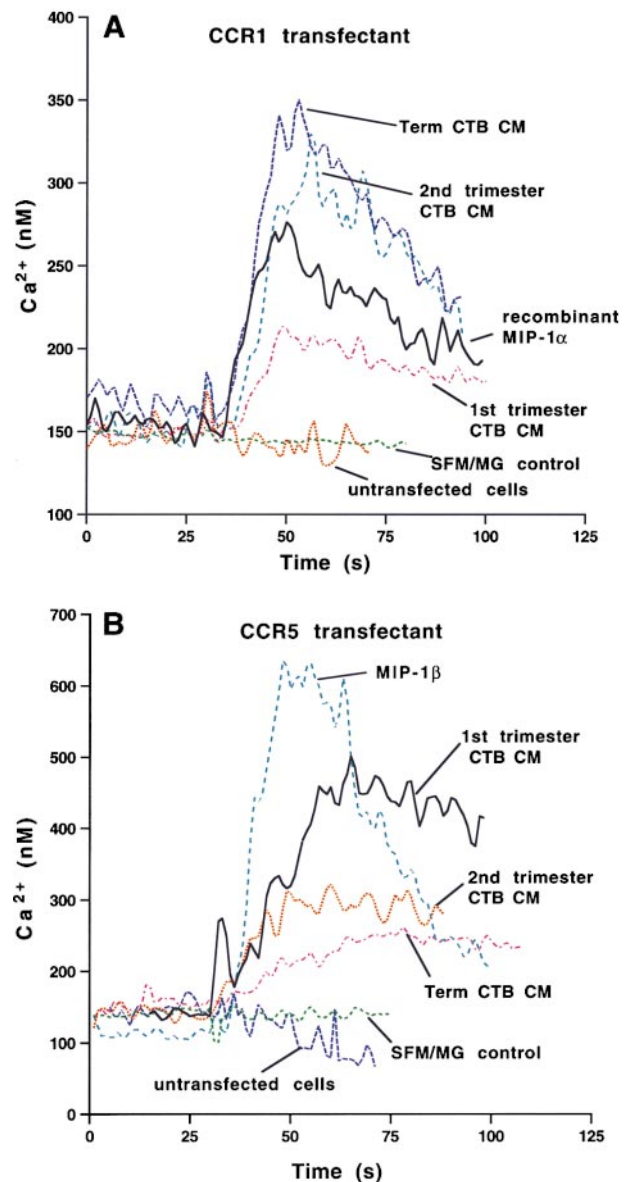 A
CCR1 transfectant
400
350
300
250
200
150
100
Ca2+ (nM)
Term CTB CM
2nd trimester
CTB CM
recombinant
MIP-1α
1st trimester
CTB CM
SFM/MG control
untransfected cells
0 25 50 75 100 125
Time (s)
B
CCR5 transfectant
700
600
500
400
300
200
100
0
Ca2+ (nM)
MIP-1β
1st trimester
CTB CM
2nd trimester
CTB CM
Term CTB CM
SFM/MG control
untransfected cells
0 25 50 75 100 125
Time (s)